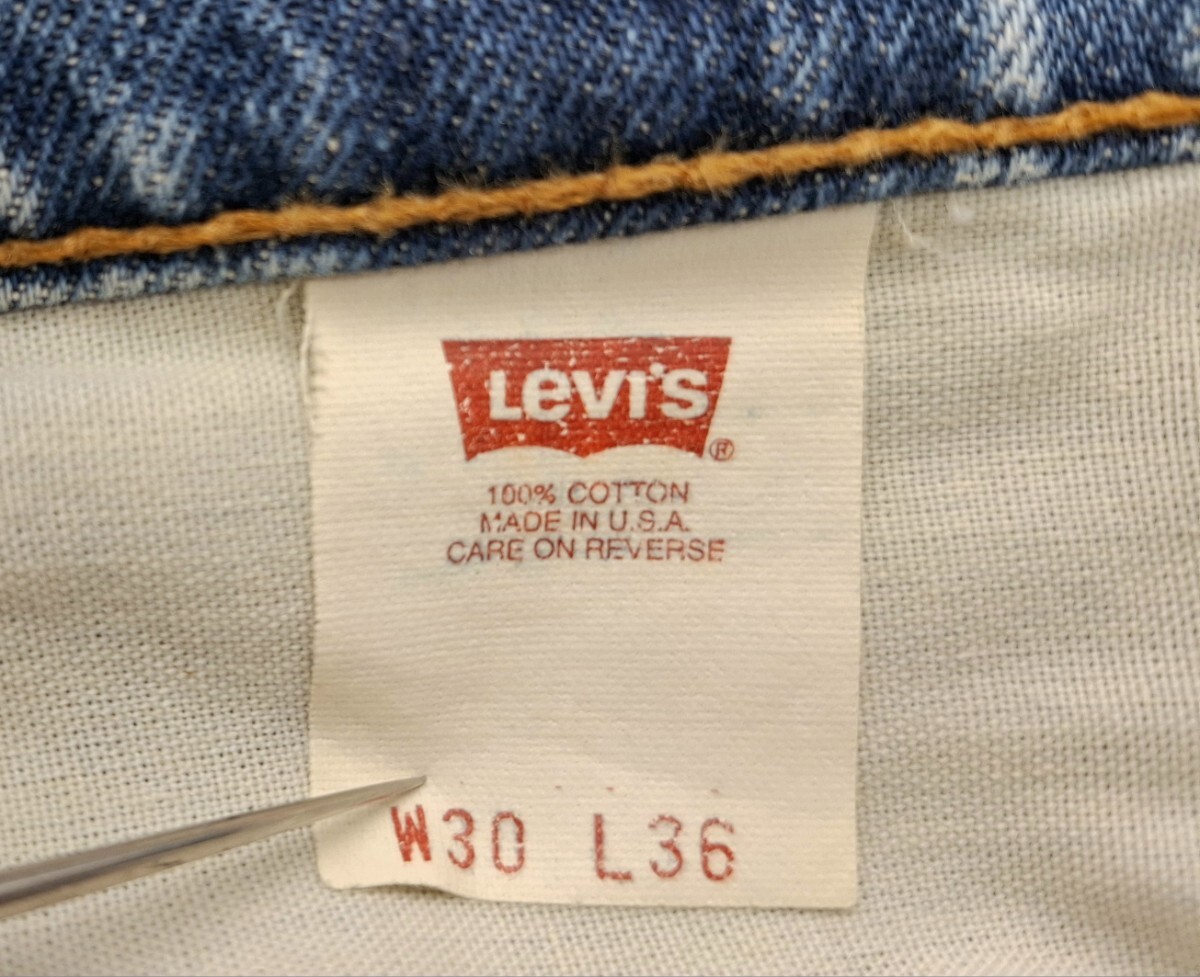 LEVI'S ®
100% COTTON
MADE IN U.S.A.
CARE ON REVERSE
W30 L36